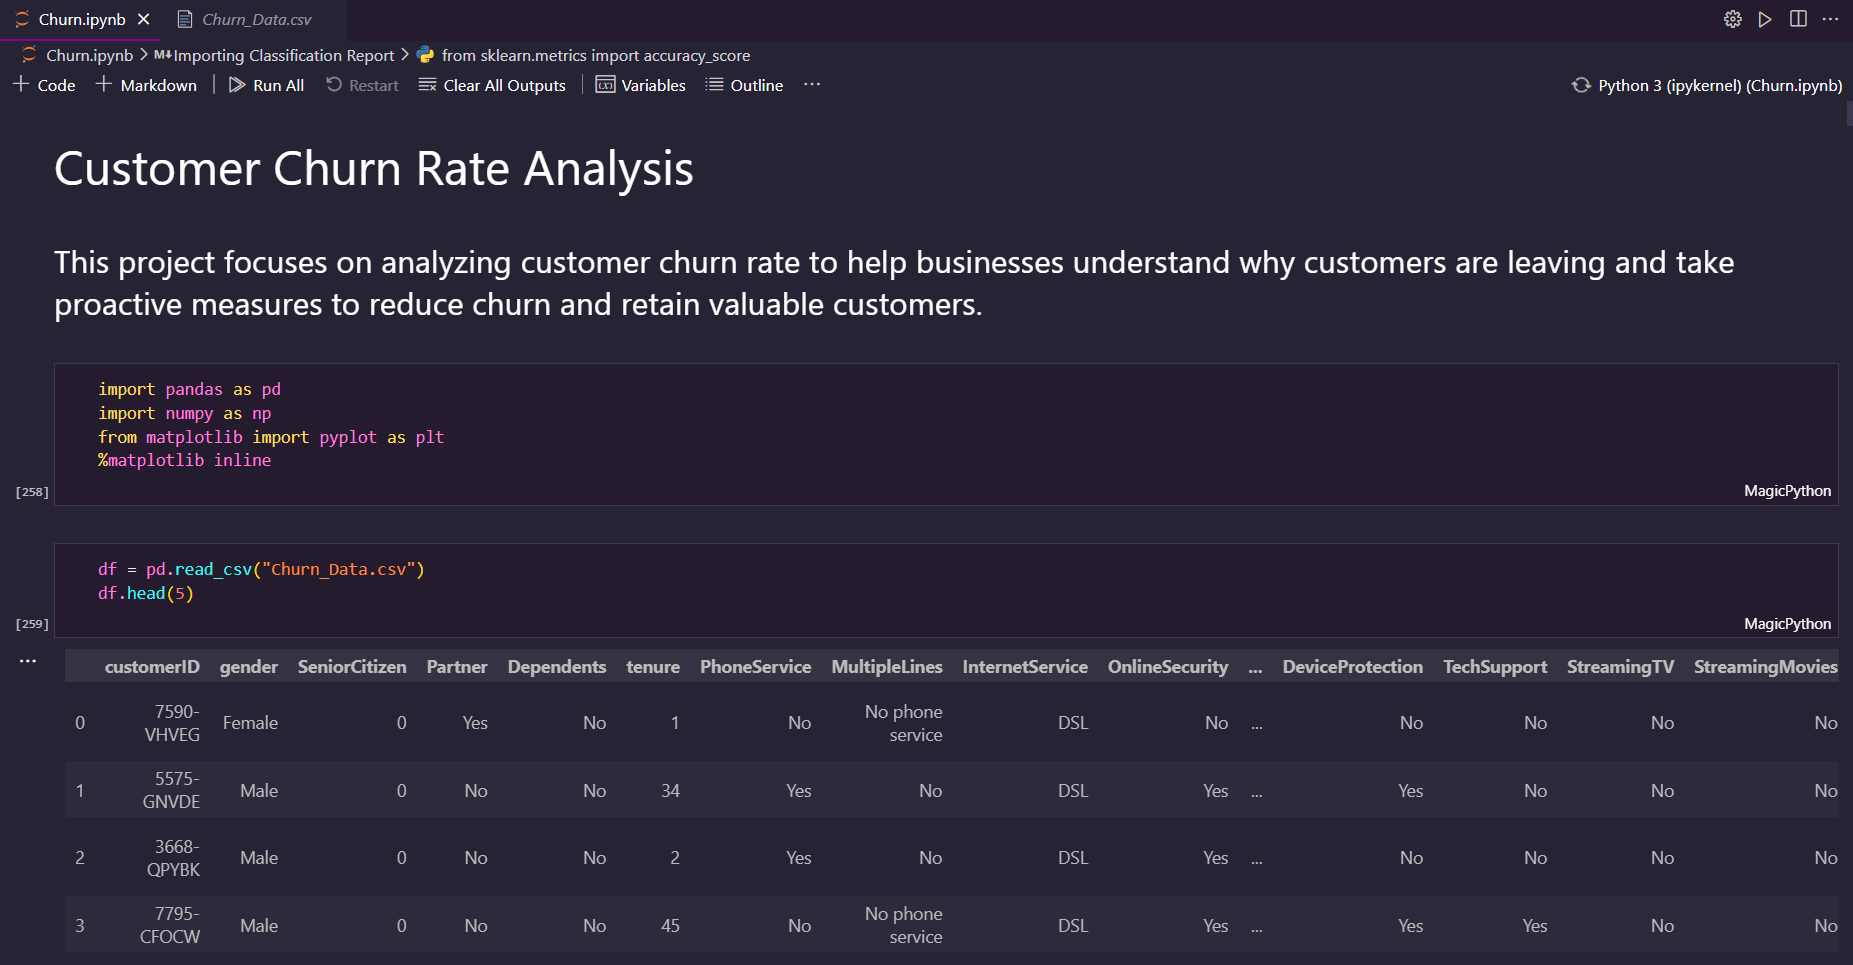 Churn.ipynb
Churn_Data.csv
Churn.ipynb > M↓Importing Classification Report > from sklearn.metrics import accuracy_score
+ Code + Markdown | Run All Restart Clear All Outputs | Variables Outline ... Python 3 (ipykernel) (Churn.ipynb)
Customer Churn Rate Analysis
This project focuses on analyzing customer churn rate to help businesses understand why customers are leaving and take
proactive measures to reduce churn and retain valuable customers.
import pandas as pd
import numpy as np
from matplotlib import pyplot as plt
%matplotlib inline
[258]
MagicPython
df = pd.read_csv("Churn_Data.csv")
df.head(5)
[259]
MagicPython
...
customerID gender SeniorCitizen Partner Dependents tenure PhoneService MultipleLines InternetService OnlineSecurity ... DeviceProtection TechSupport StreamingTV StreamingMovies
0 7590-VHVEG Female 0 Yes No 1 No No phone service DSL No ... No No No No
1 5575-GNVDE Male 0 No No 34 Yes No DSL Yes ... Yes No No No
2 3668-QPYBK Male 0 No No 2 Yes No DSL Yes ... No No No No
3 7795-CFOCW Male 0 No No 45 No No phone service DSL Yes ... Yes Yes No No